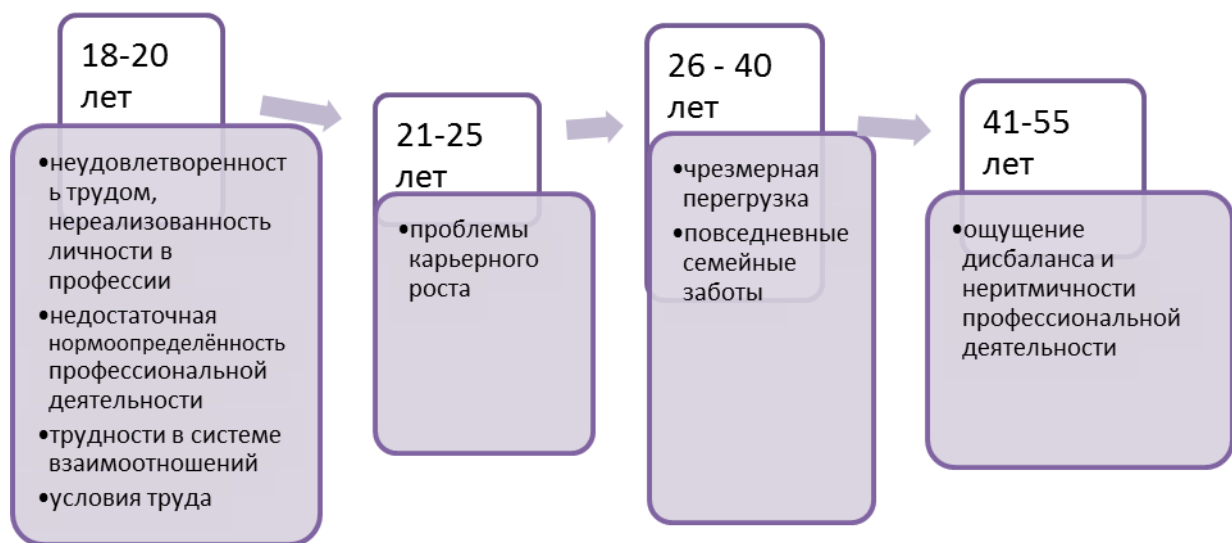 18-20
лет
•неудовлетворенност
ь трудом,
нереализованность
личности в
профессии
•недостаточная
нормоопределённость
профессиональной
деятельности
•трудности в системе
взаимоотношений
•условия труда
21-25
лет
•проблемы
карьерного
роста
26 - 40
лет
•чрезмерная
перегрузка
•повседневные
семейные
заботы
41-55
лет
•ощущение
дисбаланса и
неритмичности
профессиональной
деятельности